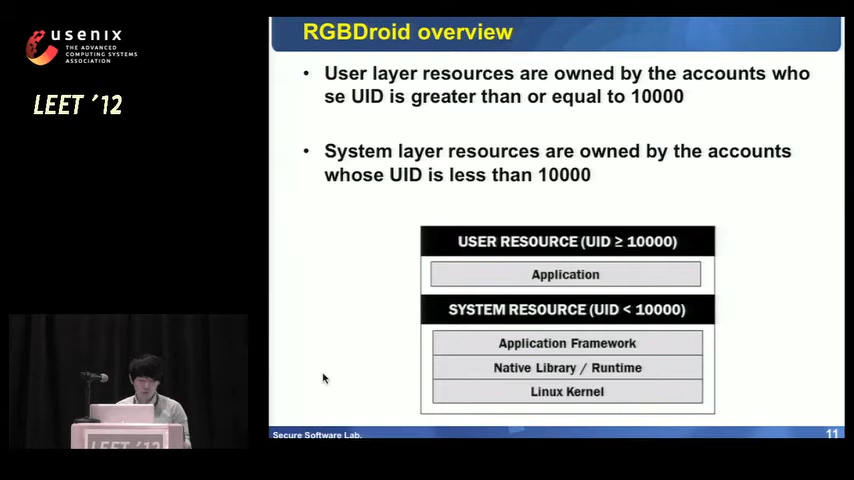 usenix
THE ADVANCED
COMPUTING SYSTEMS
ASSOCIATION
LEET '12
RGBDroid overview
• User layer resources are owned by the accounts who
se UID is greater than or equal to 10000
• System layer resources are owned by the accounts
whose UID is less than 10000
USER RESOURCE (UID ≥ 10000)
Application
SYSTEM RESOURCE (UID < 10000)
Application Framework
Native Library / Runtime
Linux Kernel
LEET '12
Secure Software Lab.
11